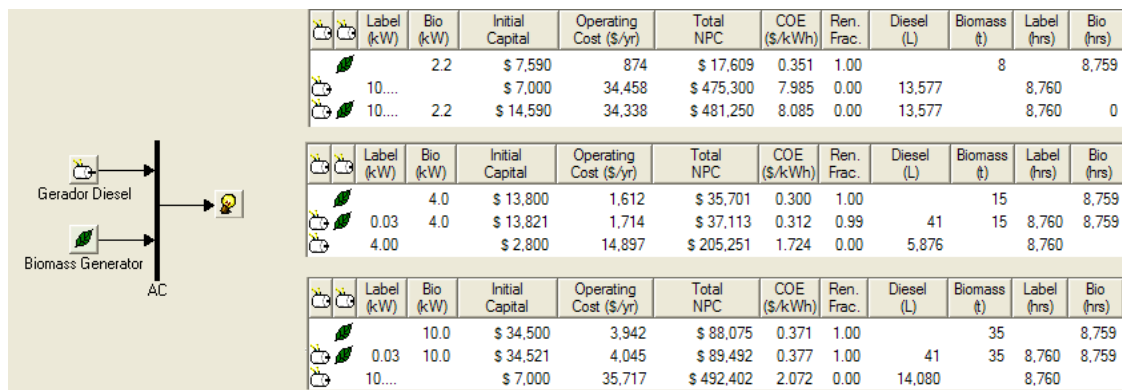 Gerador Diesel
Biomass Generator
AC
Label (kW) Bio (kW) Initial Capital Operating Cost ($/yr) Total NPC COE ($/kWh) Ren. Frac. Diesel (L) Biomass (t) Label (hrs) Bio (hrs)
2.2 $ 7,590 874 $ 17,609 0.351 1.00 8 8,759
10.... $ 7,000 34,458 $ 475,300 7.985 0.00 13,577 8,760
10.... 2.2 $ 14,590 34,338 $ 481,250 8.085 0.00 13,577 8,760 0
Label (kW) Bio (kW) Initial Capital Operating Cost ($/yr) Total NPC COE ($/kWh) Ren. Frac. Diesel (L) Biomass (t) Label (hrs) Bio (hrs)
4.0 $ 13,800 1,612 $ 35,701 0.300 1.00 15 8,759
0.03 4.0 $ 13,821 1,714 $ 37,113 0.312 0.99 41 15 8,760 8,759
4.00 $ 2,800 14,897 $ 205,251 1.724 0.00 5,876 8,760
Label (kW) Bio (kW) Initial Capital Operating Cost ($/yr) Total NPC COE ($/kWh) Ren. Frac. Diesel (L) Biomass (t) Label (hrs) Bio (hrs)
10.0 $ 34,500 3,942 $ 88,075 0.371 1.00 35 8,759
0.03 10.0 $ 34,521 4,045 $ 89,492 0.377 1.00 41 35 8,760 8,759
10.... $ 7,000 35,717 $ 492,402 2.072 0.00 14,080 8,760